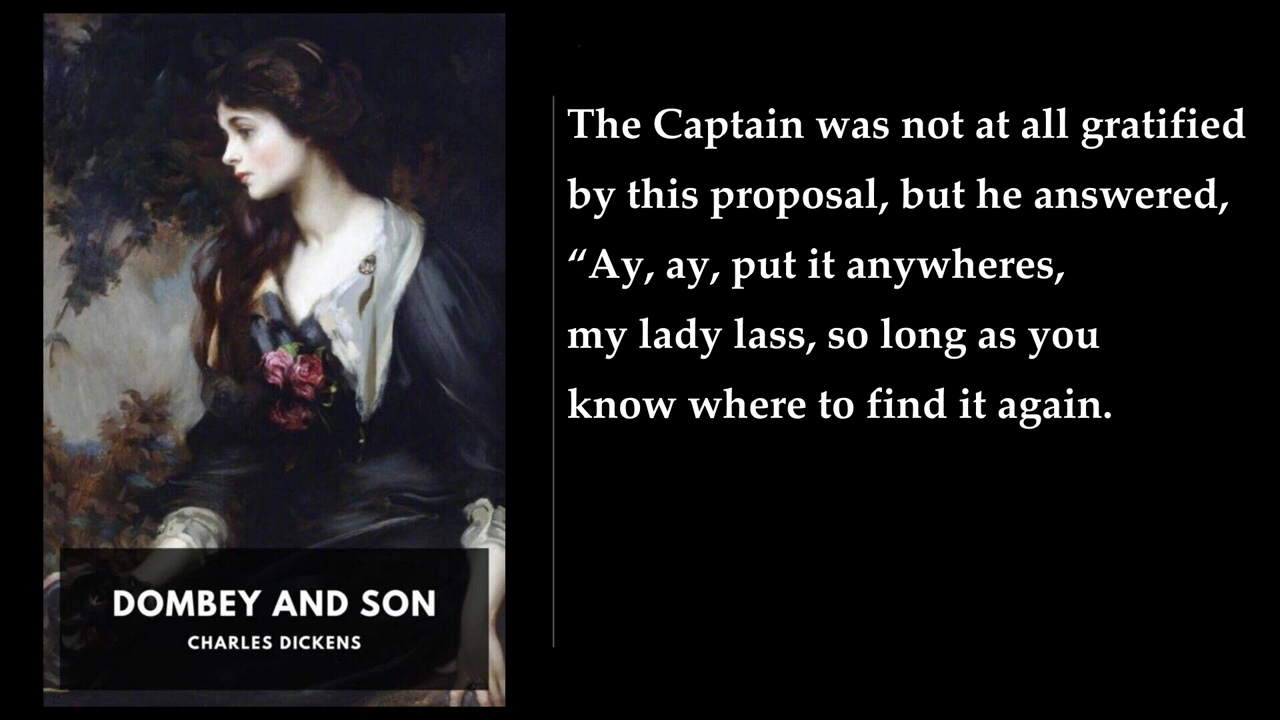 The Captain was not at all gratified
by this proposal, but he answered,
“Ay, ay, put it anywheres,
my lady lass, so long as you
know where to find it again.
DOMBEY AND SON
CHARLES DICKENS